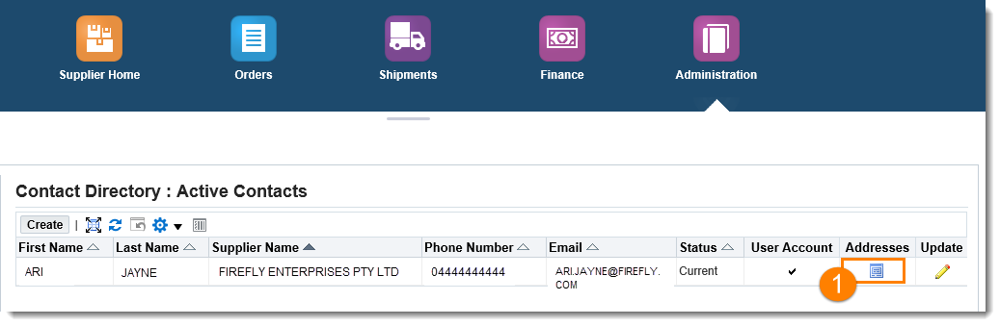 Supplier Home
Orders
Shipments
Finance
Administration
Contact Directory : Active Contacts
Create |
First Name Last Name Supplier Name Phone Number Email Status User Account Addresses Update
ARI JAYNE FIREFLY ENTERPRISES PTY LTD 04444444444 ARI.JAYNE@FIREFLY. Current
COM
1